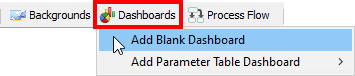 Backgrounds Dashboards Process Flow
Add Blank Dashboard
Add Parameter Table Dashboard